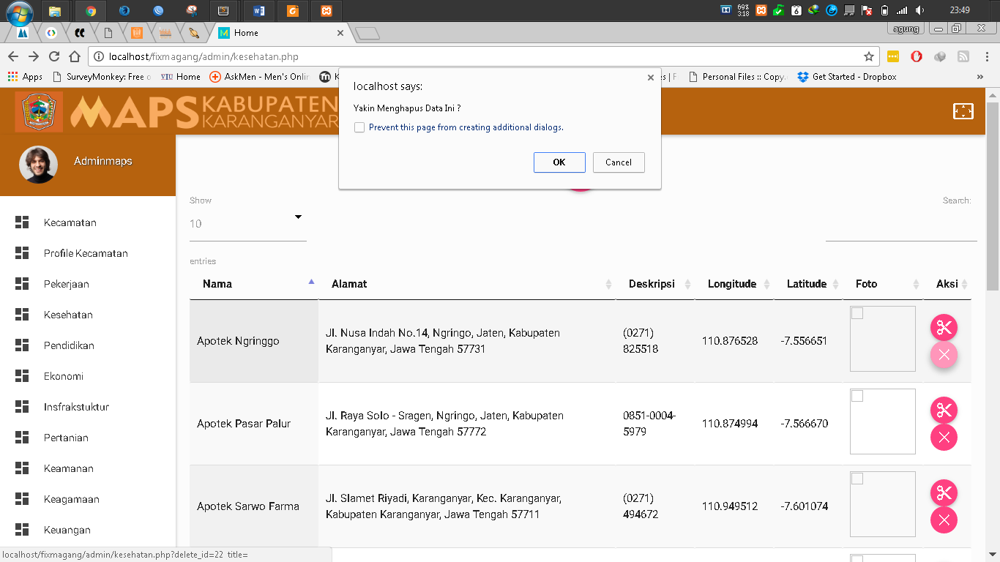 69%
3:18
6
23:49
Home
agung
localhost/fixmagang/admin/kesehatan.php
Apps
SurveyMonkey: Free o
VIU Home
AskMen - Men's Onlin
Personal Files :: Copy.
Get Started - Dropbox
»
localhost says:
Yakin Menghapus Data Ini ?
Prevent this page from creating additional dialogs.
OK
Cancel
MAPS KABUPATEN
KARANGANYAR
Adminmaps
Kecamatan
Profile Kecamatan
Pekerjaan
Kesehatan
Pendidikan
Ekonomi
Insfrakstuktur
Pertanian
Keamanan
Keagamaan
Keuangan
Show
10
entries
Search:
Nama Alamat Deskripsi Longitude Latitude Foto Aksi
Apotek Ngringgo
Jl. Nusa Indah No.14, Ngringo, Jaten, Kabupaten
Karanganyar, Jawa Tengah 57731
(0271)
825518
110.876528
-7.556651
Apotek Pasar Palur
Jl. Raya Solo - Sragen, Ngringo, Jaten, Kabupaten
Karanganyar, Jawa Tengah 57772
0851-0004-
5979
110.874994
-7.566670
Apotek Sarwo Farma
Jl. Slamet Riyadi, Karanganyar, Kec. Karanganyar,
Kabupaten Karanganyar, Jawa Tengah 57711
(0271)
494672
110.949512
-7.601074
localhost/fixmagang/admin/kesehatan.php?delete_id=22 title=